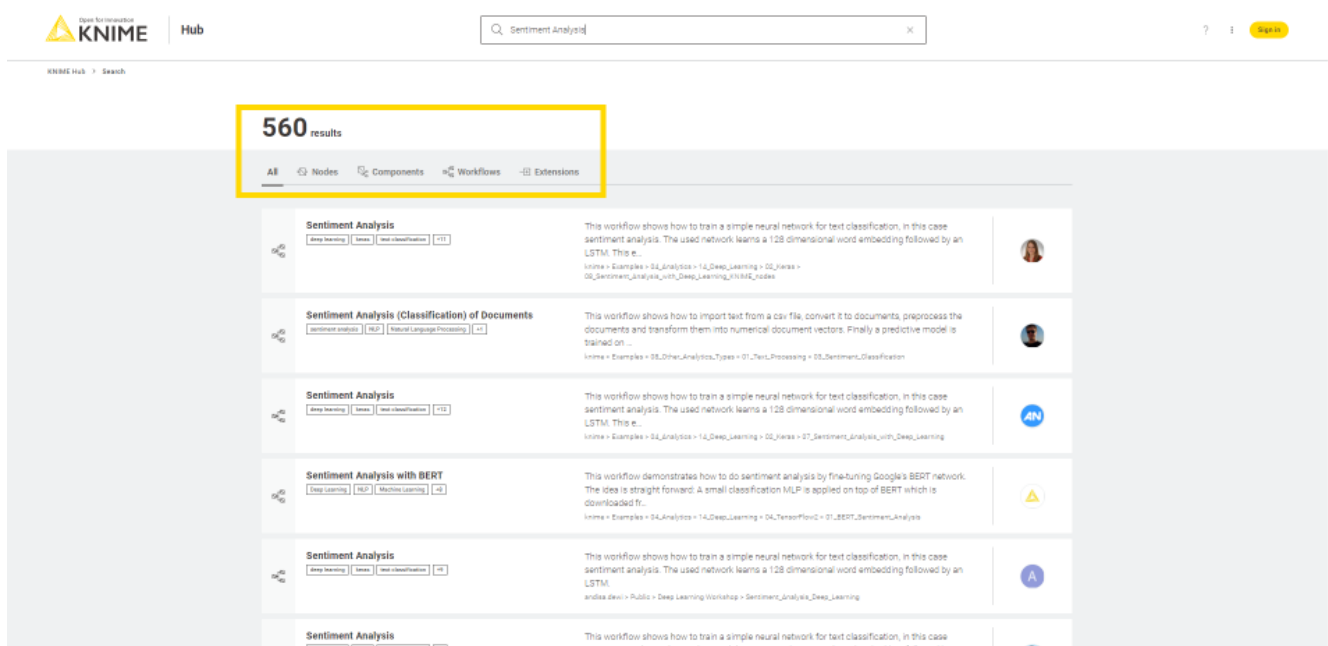 Open for Innovation
KNIME
Hub
Sentiment Analysis
?
Sign in
KNIME Hub > Search
560 results
All Nodes Components Workflows Extensions
Sentiment Analysis
deep learning keras text classification +11
This workflow shows how to train a simple neural network for text classification, in this case
sentiment analysis. The used network learns a 128 dimensional word embedding followed by an
LSTM. This e...
knime > Examples > 04_Analytics > 14_Deep_Learning > 02_Keras >
08_Sentiment_Analysis_with_Deep_Learning_KNIME_nodes
Sentiment Analysis (Classification) of Documents
sentiment analysis NLP Natural Language Processing +1
This workflow shows how to import text from a csv file, convert it to documents, preprocess the
documents and transform them into numerical document vectors. Finally a predictive model is
trained on ...
knime > Examples > 08_Other_Analytics_Types > 01_Text_Processing > 03_Sentiment_Classification
Sentiment Analysis
deep learning keras text classification +12
This workflow shows how to train a simple neural network for text classification, in this case
sentiment analysis. The used network learns a 128 dimensional word embedding followed by an
LSTM. This e...
knime > Examples > 04_Analytics > 14_Deep_Learning > 02_Keras > 07_Sentiment_Analysis_with_Deep_Learning
AN
Sentiment Analysis with BERT
Deep Learning NLP Machine Learning
This workflow demonstrates how to do sentiment analysis by fine-tuning Google's BERT network.
The idea is straight forward: A small classification MLP is applied on top of BERT which is
downloaded fr...
knime > Examples > 04_Analytics > 14_Deep_Learning > 04_TensorFlow2 > 01_BERT_Sentiment_Analysis
Sentiment Analysis
deep learning keras text classification
This workflow shows how to train a simple neural network for text classification, in this case
sentiment analysis. The used network learns a 128 dimensional word embedding followed by an
LSTM.
andisa.dewi > Public > Deep Learning Workshop > Sentiment_Analysis_Deep_Learning
A
Sentiment Analysis
This workflow shows how to train a simple neural network for text classification, in this case